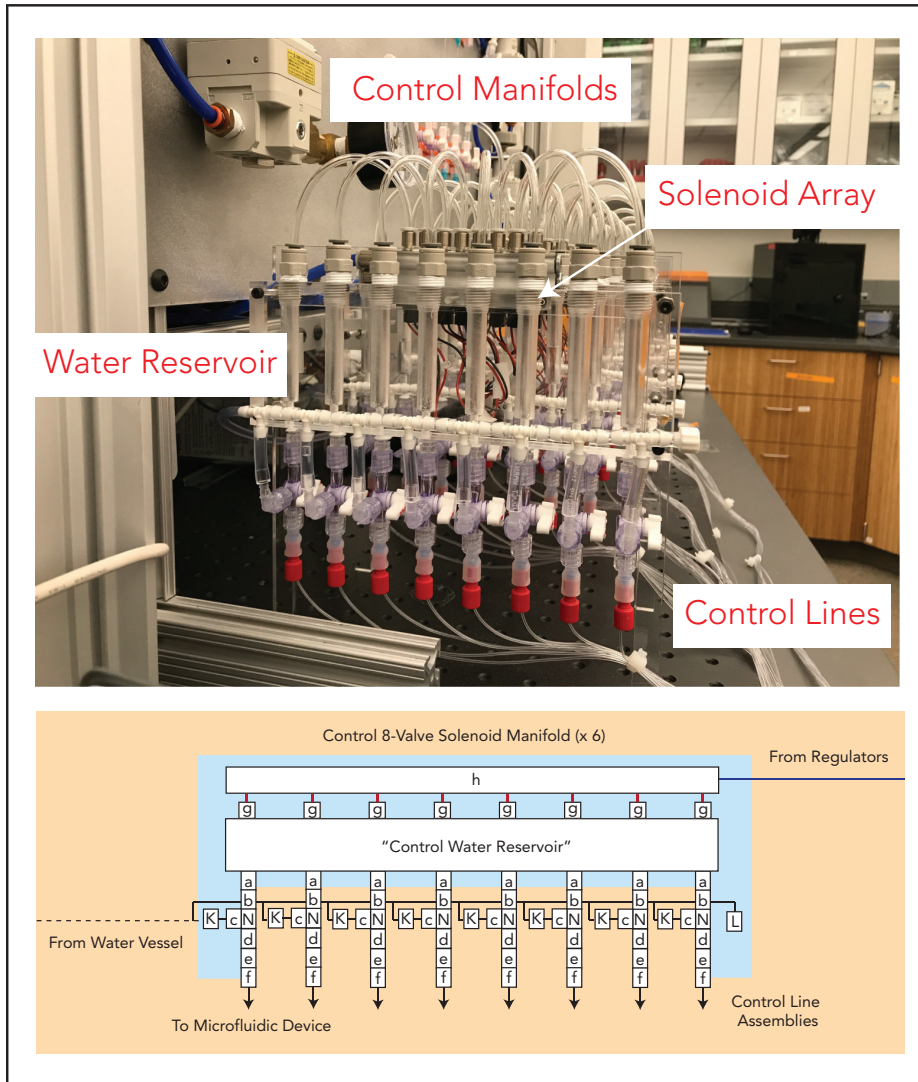 Control Manifolds
Solenoid Array
Water Reservoir
Control Lines
Control 8-Valve Solenoid Manifold (x 6)
From Regulators
h
g g g g g g g g
"Control Water Reservoir"
a a a a a a a a
b b b b b b b b
K c N K c N K c N K c N K c N K c N K c N K c N L
From Water Vessel
d d d d d d d d
e e e e e e e e
f f f f f f f f
Control Line
Assemblies
To Microfluidic Device